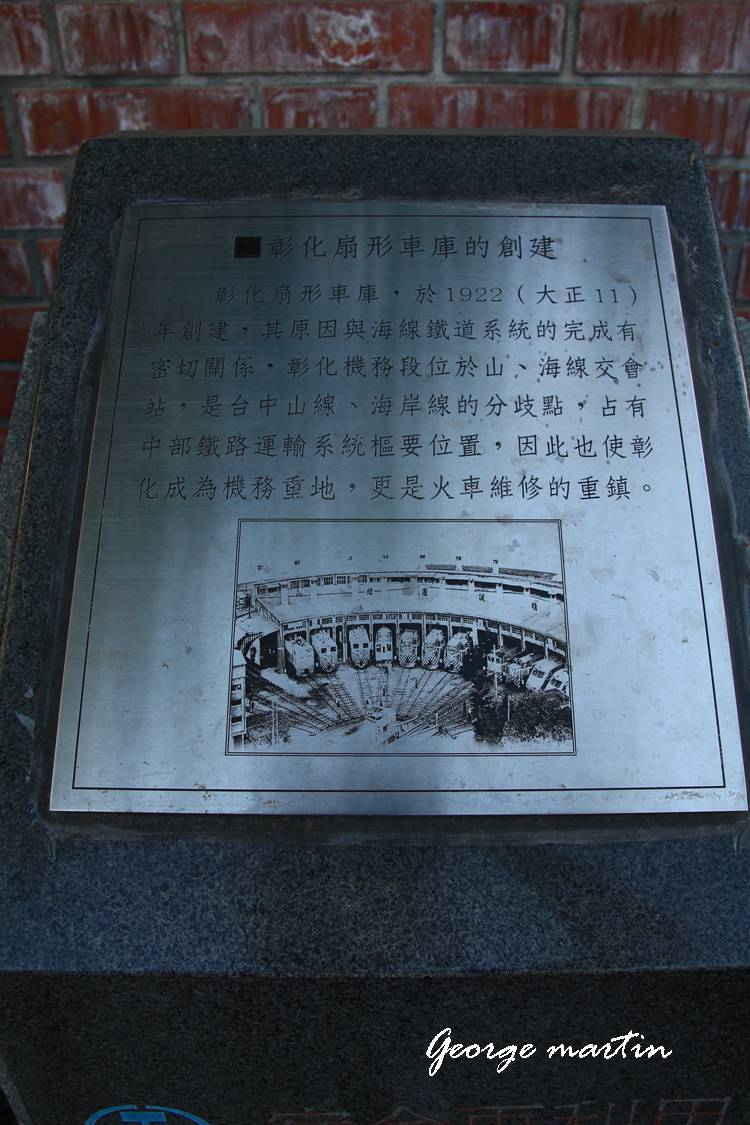 ■彰化扇形車庫的創建
彰化扇形車庫，於1922（大正11）
年創建，其原因與海線鐵道系統的完成有
密切關係，彰化機務段位於山、海線交會
站，是台中山線、海岸線的分歧點，占有
中部鐵路運輸系統樞要位置，因此也使彰
化成為機務重地，更是火車維修的重鎮。
George martin